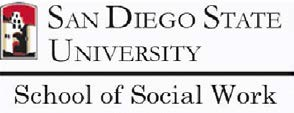 SAN DIEGO STATE
UNIVERSITY
School of Social Work